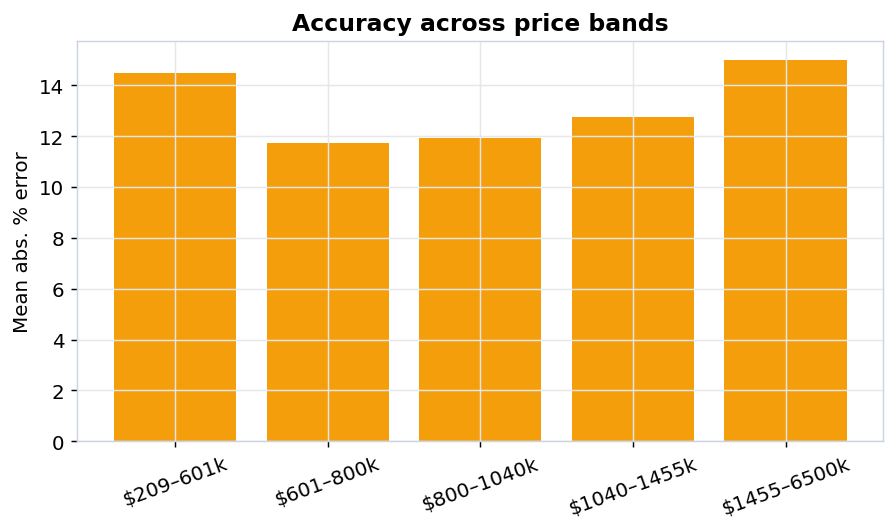 Accuracy across price bands
Mean abs. % error
14
12
10
8
6
4
2
0
$209–601k
$601–800k
$800–1040k
$1040–1455k
$1455–6500k